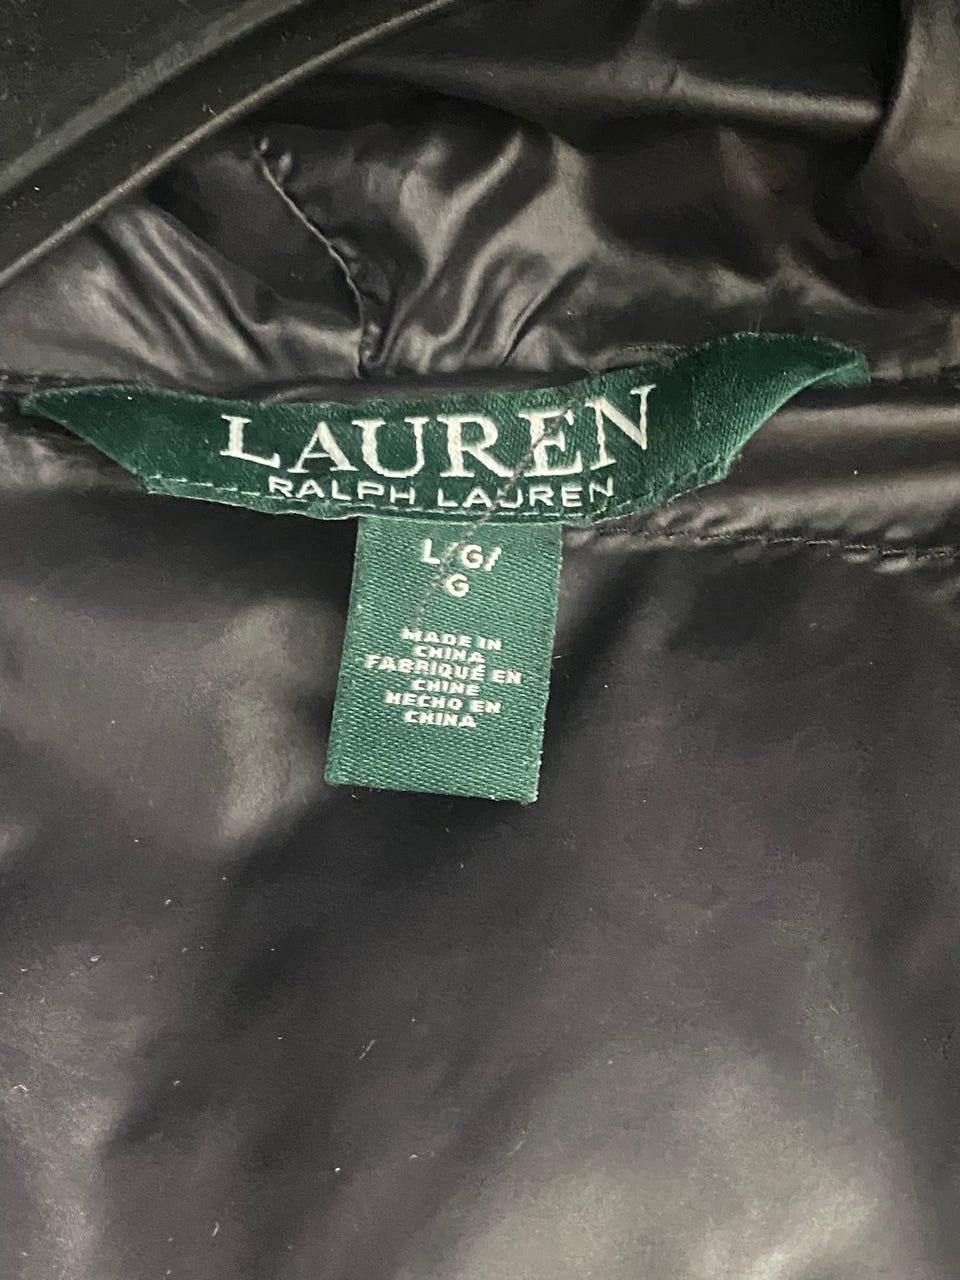 LAUREN
RALPH LAUREN
L/G/
G
MADE IN
CHINA
FABRIQUÉ EN
CHINE
HECHO EN
CHINA